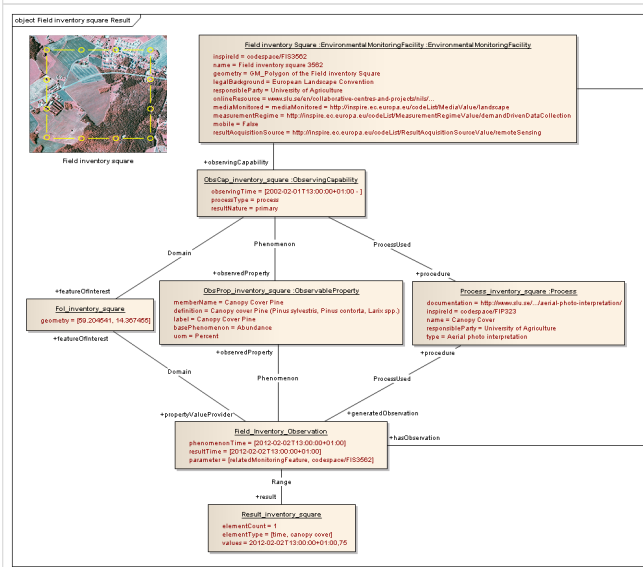 object Field inventory square Result
Field inventory square
Field inventory Square :EnvironmentalMonitoringFacility :EnvironmentalMonitoringFacility
inspireId = codespace/FIS3562
name = Field inventory square 3562
geometry = GM_Polygon of the Field inventory Square
legalBackground = European Landscape Convention
responsibleParty = University of Agriculture
onlineResource = www.slu.se/en/collaborative-centres-and-projects/nils/...
mediaMonitored = mediaMonitored = http://inspire.ec.europa.eu/codeList/MediaValue/landscape
measurementRegime = http://inspire.ec.europa.eu/codeList/MeasurementRegimeValue/demandDrivenDataCollection
mobile = False
resultAcquisitionSource = http://inspire.ec.europa.eu/codeList/ResultAcquisitionSourceValue/remoteSensing
+observingCapability
ObsCap_inventory_square :ObservingCapability
observingTime = [2002-02-01T13:00:00+01:00 - ]
processType = process
resultNature = primary
Domain
Phenomenon
ProcessUsed
+featureOfInterest
+observedProperty
+procedure
FoI_inventory_square
geometry = [59.204541, 14.357455]
ObsProp_inventory_square :ObservableProperty
memberName = Canopy Cover Pine
definition = Canopy cover (Pinus sylvestris, Pinus contorta, Larix spp.)
label = Canopy Cover Pine
basePhenomenon = Abundance
uom = Percent
Process_inventory_square :Process
documentation = http://www.slu.se/.../aerial-photo-interpretation/
inspireId = codespace/FIP323
name = Canopy Cover
responsibleParty = University of Agriculture
type = Aerial photo interpretation
+featureOfInterest
+observedProperty
+procedure
Domain
Phenomenon
ProcessUsed
+propertyValueProvider
+generatedObservation
Field_Inventory_Observation
phenomenonTime = [2012-02-02T13:00:00+01:00]
resultTime = [2012-02-02T13:00:00+01:00]
parameter = [relatedMonitoringFeature, codespace/FIS3562]
+hasObservation
Range
+result
Result_inventory_square
elementCount = 1
elementType = [time, canopy cover]
values = 2012-02-02T13:00:00+01:00,75